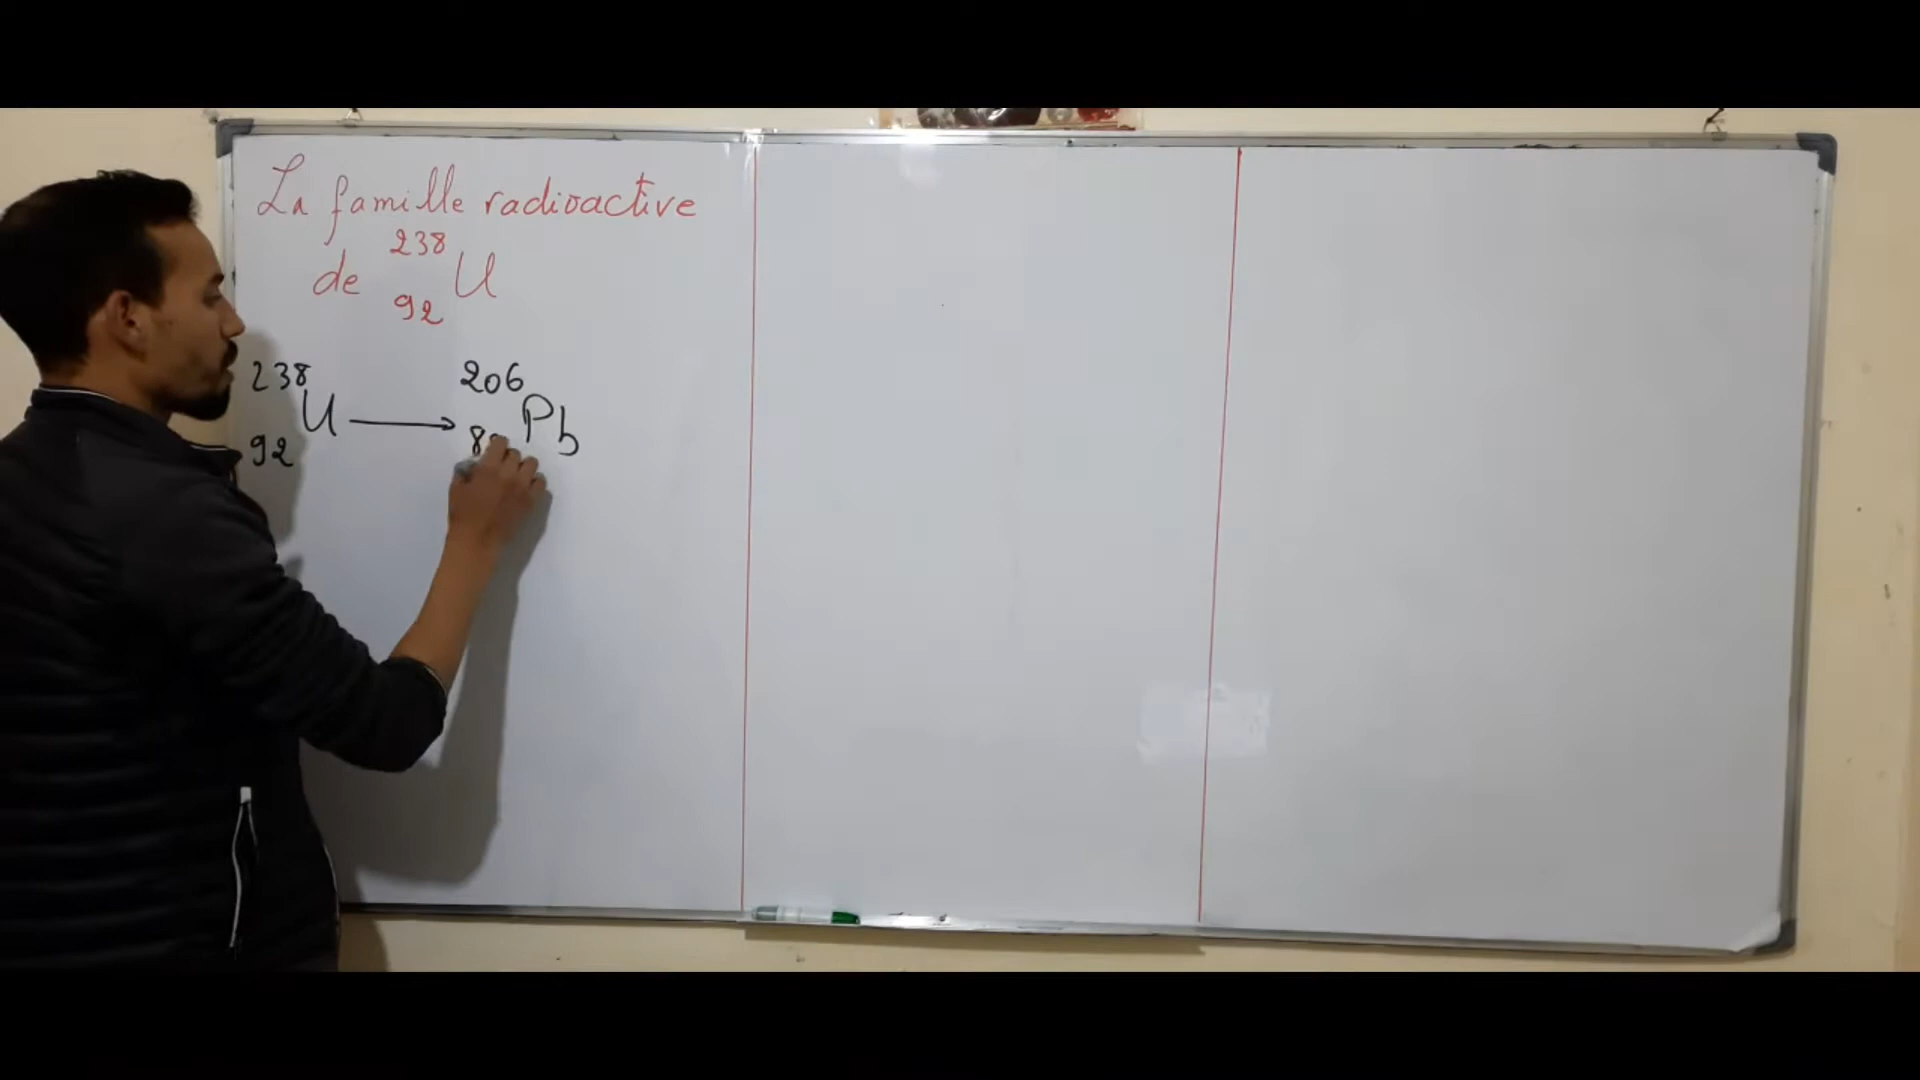 La famille radioactive
de ²³⁸₉₂U
²³⁸₉₂U ⟶ ²⁰⁶Pb